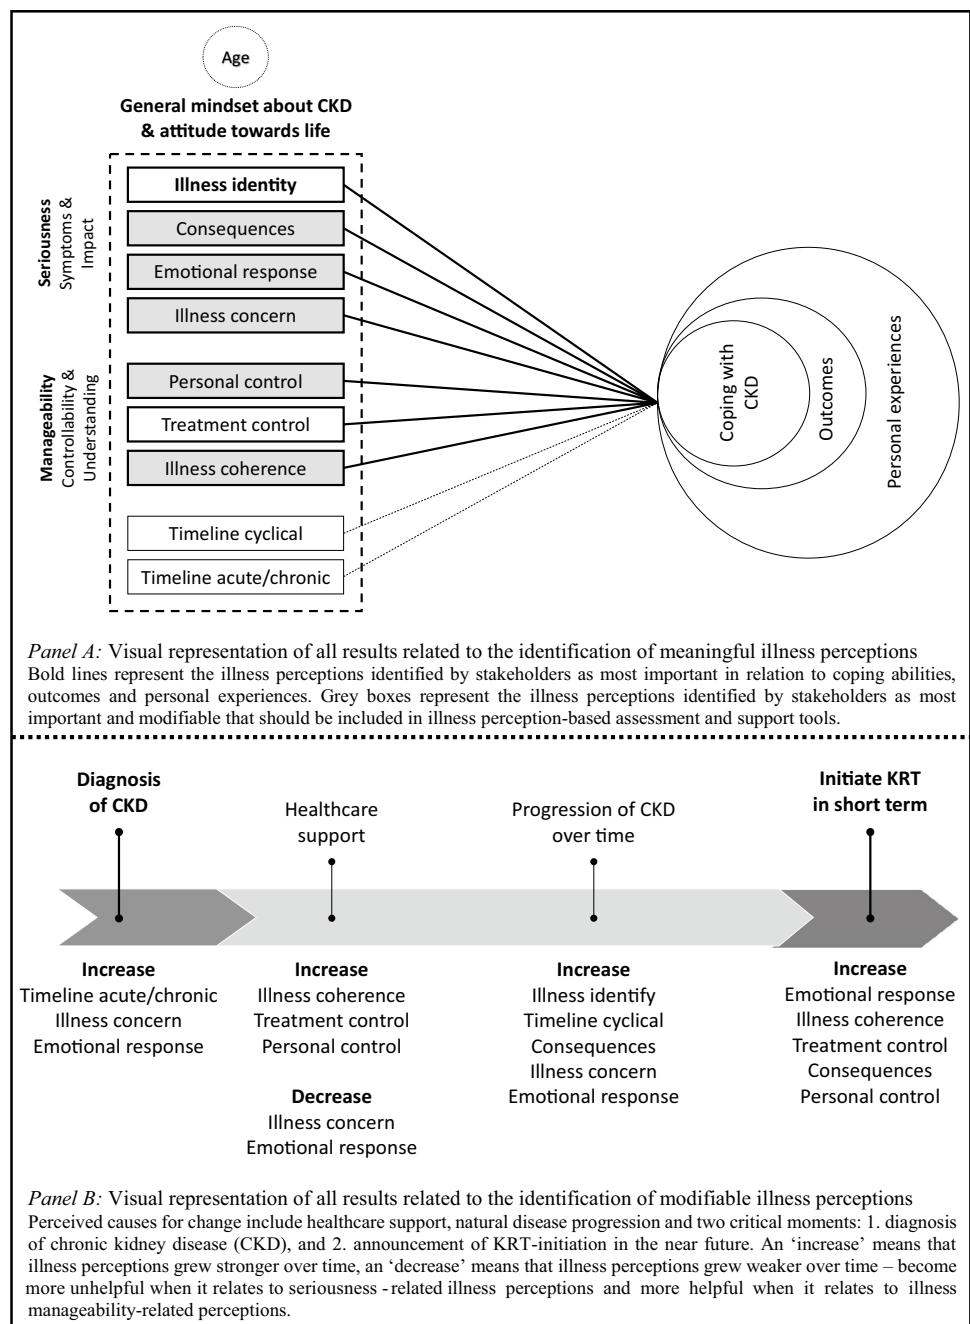 Age
General mindset about CKD
& attitude towards life
Seriousness
Symptoms &
Impact
Illness identity
Consequences
Emotional response
Illness concern
Manageability
Controllability &
Understanding
Personal control
Treatment control
Illness coherence
Timeline cyclical
Timeline acute/chronic
Coping with
CKD
Outcomes
Personal experiences
Panel A: Visual representation of all results related to the identification of meaningful illness perceptions
Bold lines represent the illness perceptions identified by stakeholders as most important in relation to coping abilities,
outcomes and personal experiences. Grey boxes represent the illness perceptions identified by stakeholders as most
important and modifiable that should be included in illness perception-based assessment and support tools.
Diagnosis
of CKD
Healthcare
support
Progression of CKD
over time
Initiate KRT
in short term
Increase
Timeline acute/chronic
Illness concern
Emotional response
Increase
Illness coherence
Treatment control
Personal control
Decrease
Illness concern
Emotional response
Increase
Illness identify
Timeline cyclical
Consequences
Illness concern
Emotional response
Increase
Emotional response
Illness coherence
Treatment control
Consequences
Personal control
Panel B: Visual representation of all results related to the identification of modifiable illness perceptions
Perceived causes for change include healthcare support, natural disease progression and two critical moments: 1. diagnosis
of chronic kidney disease (CKD), and 2. announcement of KRT-initiation in the near future. An ‘increase’ means that
illness perceptions grew stronger over time, an ‘decrease’ means that illness perceptions grew weaker over time – become
more unhelpful when it relates to seriousness -related illness perceptions and more helpful when it relates to illness
manageability-related perceptions.